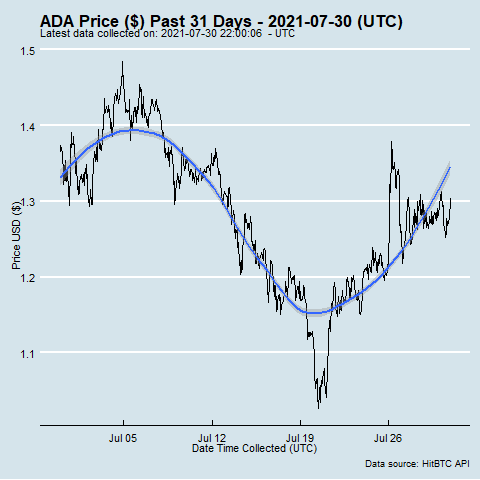 ADA Price ($) Past 31 Days - 2021-07-30 (UTC)
Latest data collected on: 2021-07-30 22:00:06 - UTC
1.5
1.4
1.3
1.2
1.1
Price USD ($)
Jul 05
Jul 12
Jul 19
Jul 26
Date Time Collected (UTC)
Data source: HitBTC API